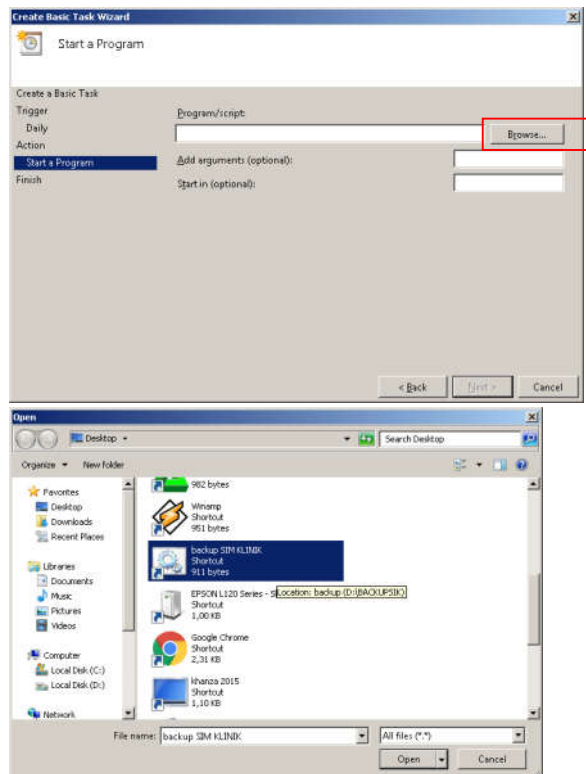 Create Basic Task Wizard
Start a Program
Create a Basic Task
Trigger
Daily
Action
Start a Program
Finish
Program/script:
Browse...
Add arguments (optional):
Start in (optional):
< Back
Next >
Cancel
Open
Desktop
Search Desktop
Organize
New folder
Favorites
Desktop
Downloads
Recent Places
Libraries
Documents
Music
Pictures
Videos
Computer
Local Disk (C:)
Local Disk (D:)
Network
982 bytes
Winamp
Shortcut
951 bytes
backup SIM KLINIK
Shortcut
911 bytes
EPSON L120 Series - S
Location: backup (D:\BACKUPSIK)
Shortcut
1,00 KB
Google Chrome
Shortcut
2,31 KB
khanza 2015
Shortcut
1,10 KB
File name:
backup SIM KLINIK
All files (*.*)
Open
Cancel